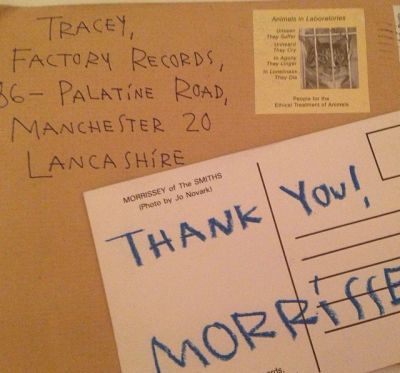 TRACEY,
FACTORY RECORDS,
86- PALATINE ROAD,
MANCHESTER 20
LANCASHIRE
Animals in Laboratories
Unseen
They Suffer
Unheard
They Cry
In Agony
They Linger
In Loneliness
They Die
People for the
Ethical Treatment of Animals
MORRISSEY of The SMITHS
(Photo by Jo Novark)
THANK YOU!
MORRISSE